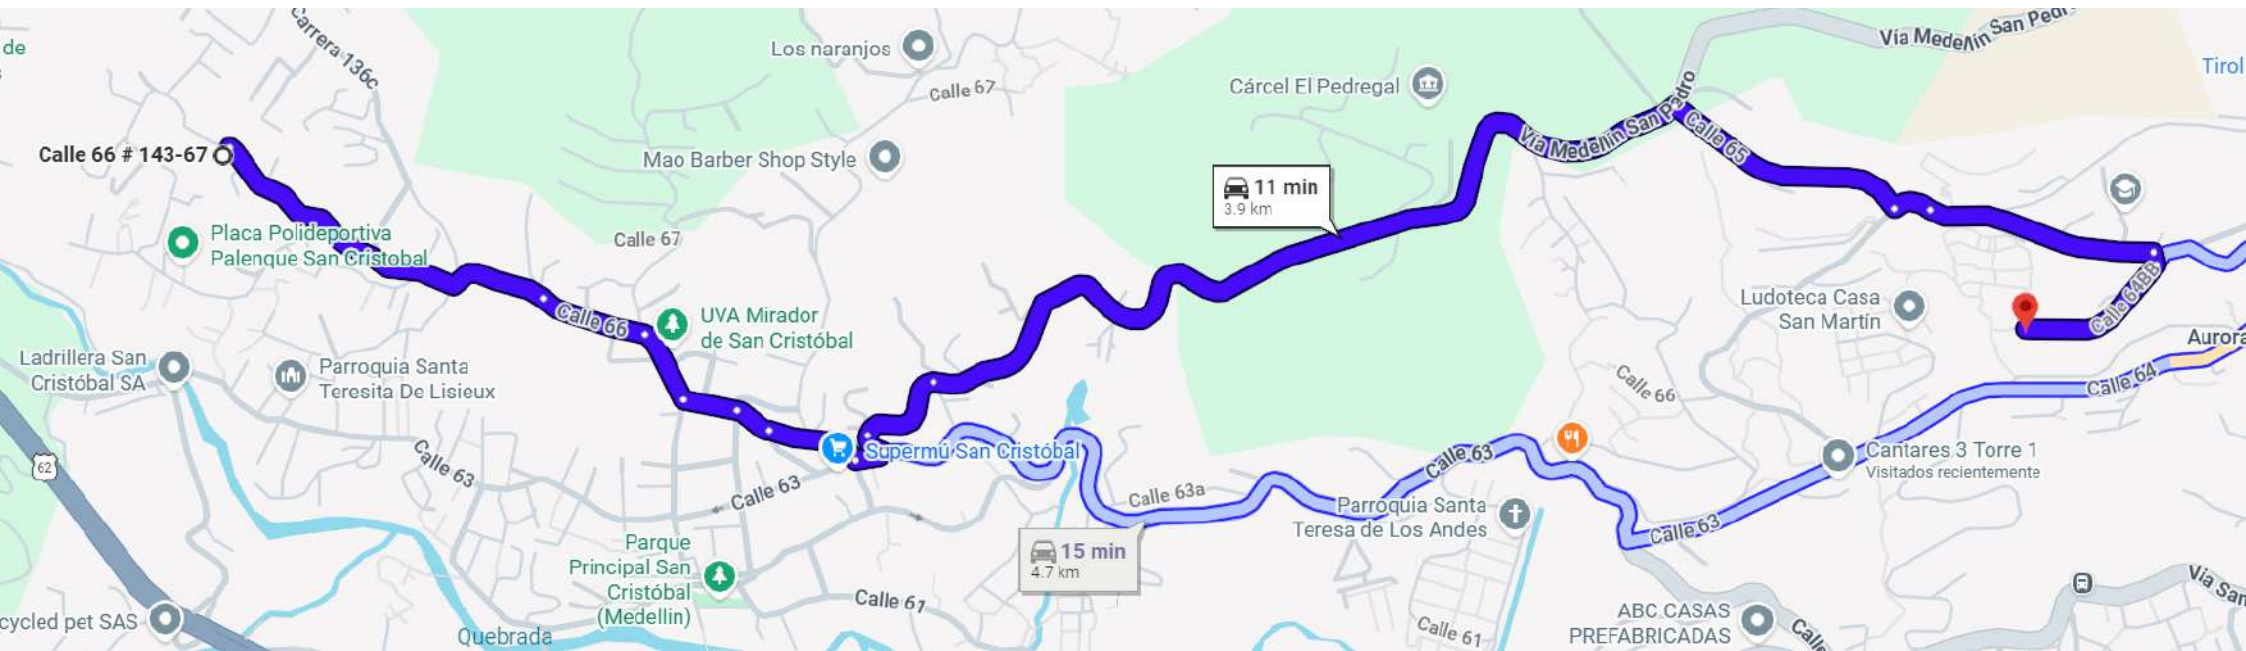 de
Carrera 136c
Los naranjos
Calle 67
Vía Medellín San Pedro
Tirol
Cárcel El Pedregal
Vía Medellín San Pedro
Calle 65
Calle 66 # 143-67
Mao Barber Shop Style
11 min
3.9 km
Placa Polideportiva
Palenque San Cristobal
Calle 67
Calle 66
UVA Mirador
de San Cristóbal
Ludoteca Casa
San Martín
Calle 64BB
Aurora
Ladrillera San
Cristóbal SA
Parroquia Santa
Teresita De Lisieux
Calle 66
Calle 64
62
Calle 63
Supermú San Cristóbal
Calle 63
Calle 63
Cantares 3 Torre 1
Visitados recientemente
Calle 63a
Parroquia Santa
Teresa de Los Andes
Calle 63
15 min
4.7 km
Parque
Principal San
Cristóbal
(Medellin)
Calle 61
Vía San
cycled pet SAS
Quebrada
Calle 61
ABC CASAS
PREFABRICADAS
Calle